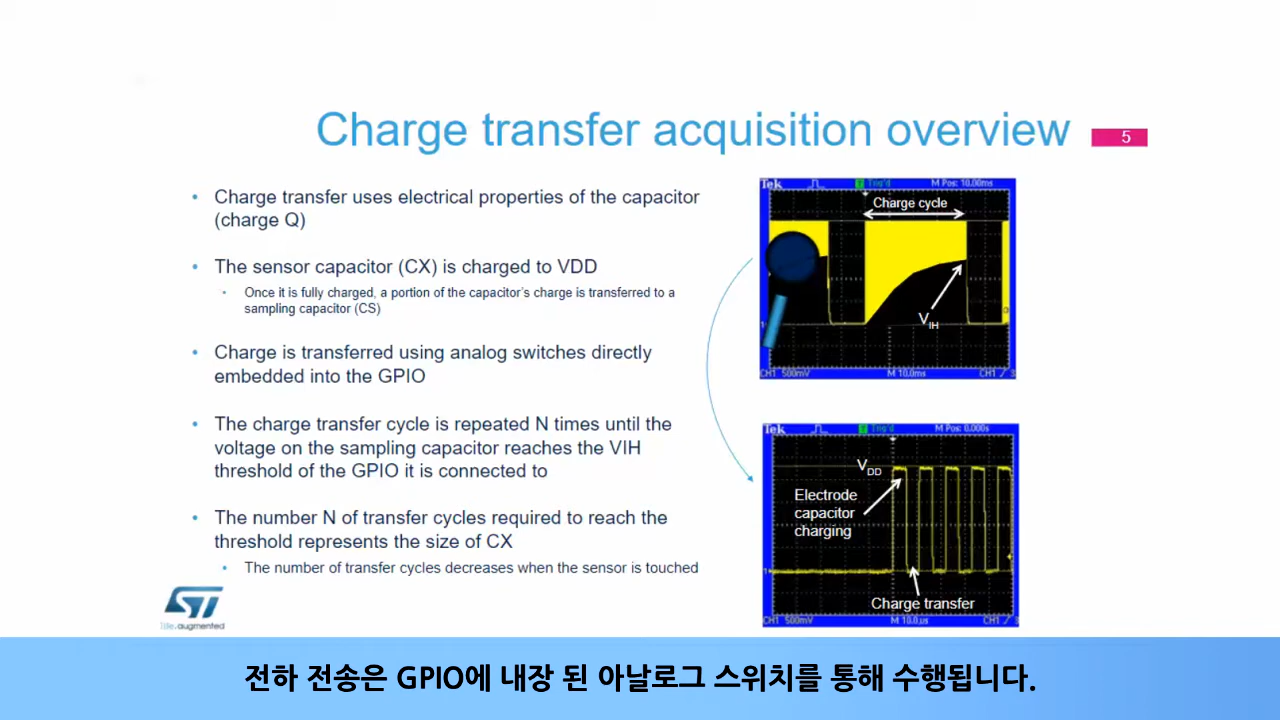 Charge transfer acquisition overview
5
• Charge transfer uses electrical properties of the capacitor
(charge Q)
• The sensor capacitor (CX) is charged to VDD
• Once it is fully charged, a portion of the capacitor's charge is transferred to a
sampling capacitor (CS)
• Charge is transferred using analog switches directly
embedded into the GPIO
• The charge transfer cycle is repeated N times until the
voltage on the sampling capacitor reaches the VIH
threshold of the GPIO it is connected to
• The number N of transfer cycles required to reach the
threshold represents the size of CX
• The number of transfer cycles decreases when the sensor is touched
Tek Trig'd M Pos: 10.00ms
Charge cycle
VIH
1
CH1 500mV M 10.0ms CH1
Tek Trig'd M Pos: 0.000s
VDD
Electrode
capacitor
charging
1
Charge transfer
CH1 500mV M 10.0us CH1
ST
life.augmented
전하 전송은 GPIO에 내장 된 아날로그 스위치를 통해 수행됩니다.